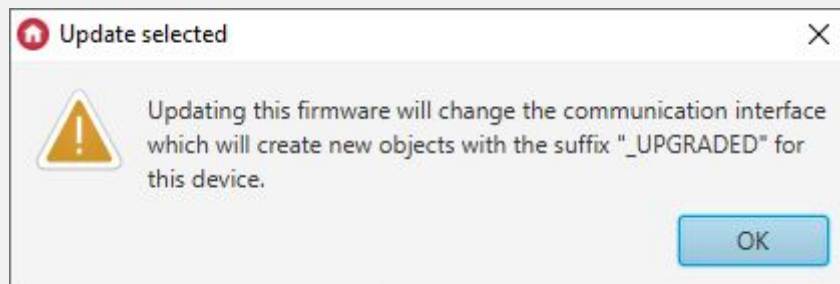 Update selected
Updating this firmware will change the communication interface
which will create new objects with the suffix "_UPGRADED" for
this device.
OK